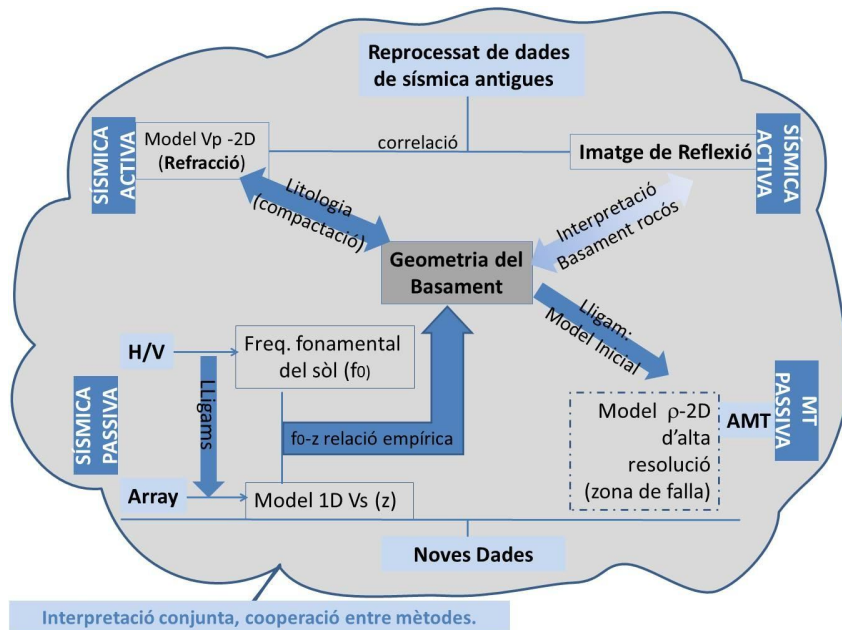 Reprocessat de dades
de sísmica antigues
SÍSMICA
ACTIVA
Model Vp -2D
(Refracció)
correlació
Imatge de Reflexió
SÍSMICA
ACTIVA
Litologia
(compactació)
Interpretació
Basament rocós
Geometria del
Basament
Lligam:
Model Inicial
H/V
Freq. fonamental
del sòl (f0)
LLigams
SÍSMICA
PASSIVA
f0-z relació empírica
Array
Model 1D Vs (z)
Model ρ-2D
d'alta
resolució
(zona de falla)
AMT
MT
PASSIVA
Noves Dades
Interpretació conjunta, cooperació entre mètodes.